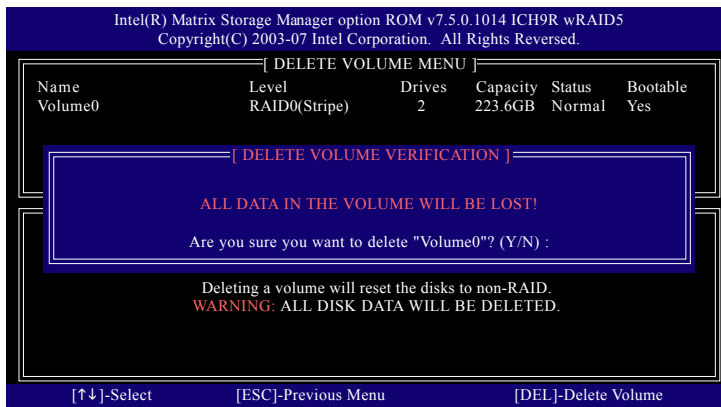 Intel(R) Matrix Storage Manager option ROM v7.5.0.1014 ICH9R wRAID5
Copyright(C) 2003-07 Intel Corporation. All Rights Reversed.
[ DELETE VOLUME MENU ]
Name Level Drives Capacity Status Bootable
Volume0 RAID0(Stripe) 2 223.6GB Normal Yes
[ DELETE VOLUME VERIFICATION ]
ALL DATA IN THE VOLUME WILL BE LOST!
Are you sure you want to delete "Volume0"? (Y/N) :
Deleting a volume will reset the disks to non-RAID.
WARNING: ALL DISK DATA WILL BE DELETED.
[↑↓]-Select [ESC]-Previous Menu [DEL]-Delete Volume